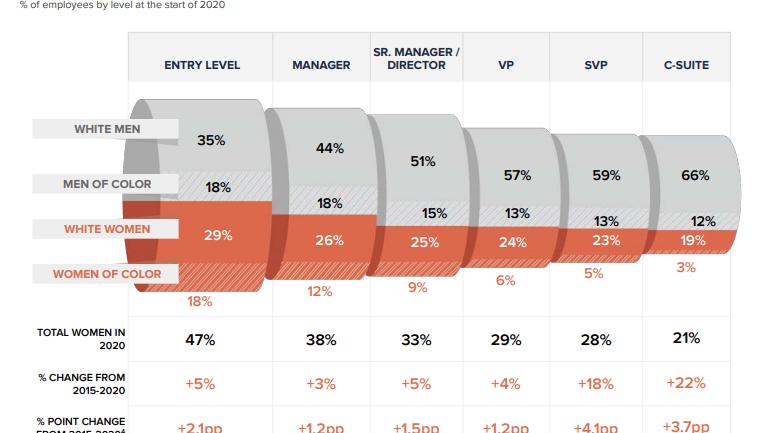 % of employees by level at the start of 2020
ENTRY LEVEL MANAGER SR. MANAGER / DIRECTOR VP SVP C-SUITE
WHITE MEN 35% 44% 51% 57% 59% 66%
MEN OF COLOR 18% 18% 15% 13% 13% 12%
WHITE WOMEN 29% 26% 25% 24% 23% 19%
WOMEN OF COLOR 18% 12% 9% 6% 5% 3%
TOTAL WOMEN IN 2020 47% 38% 33% 29% 28% 21%
% CHANGE FROM 2015-2020 +5% +3% +5% +4% +18% +22%
% POINT CHANGE +2.1pp +1.2pp +1.5pp +1.2pp +4.1pp +3.7pp